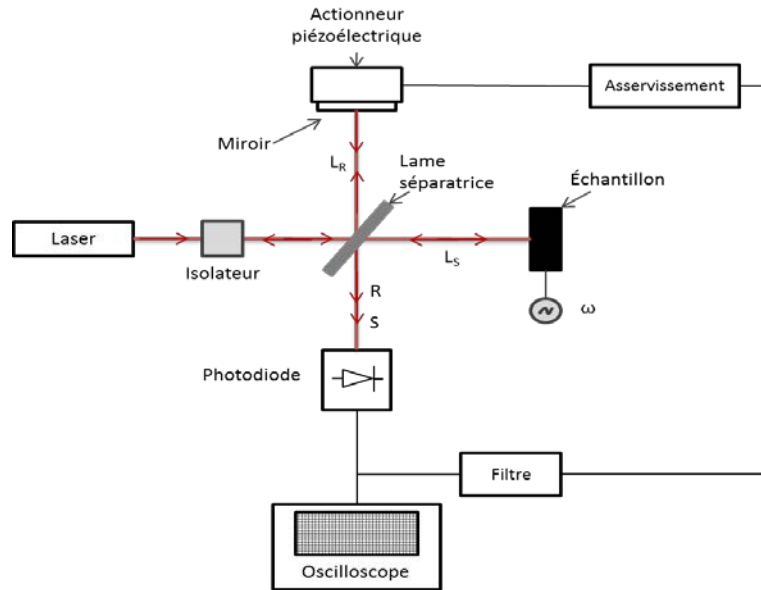 Actionneur
piézoélectrique
Asservissement
Miroir
L_R
Lame
séparatrice
Échantillon
Laser
Isolateur
L_S
R
S
ω
Photodiode
Filtre
Oscilloscope